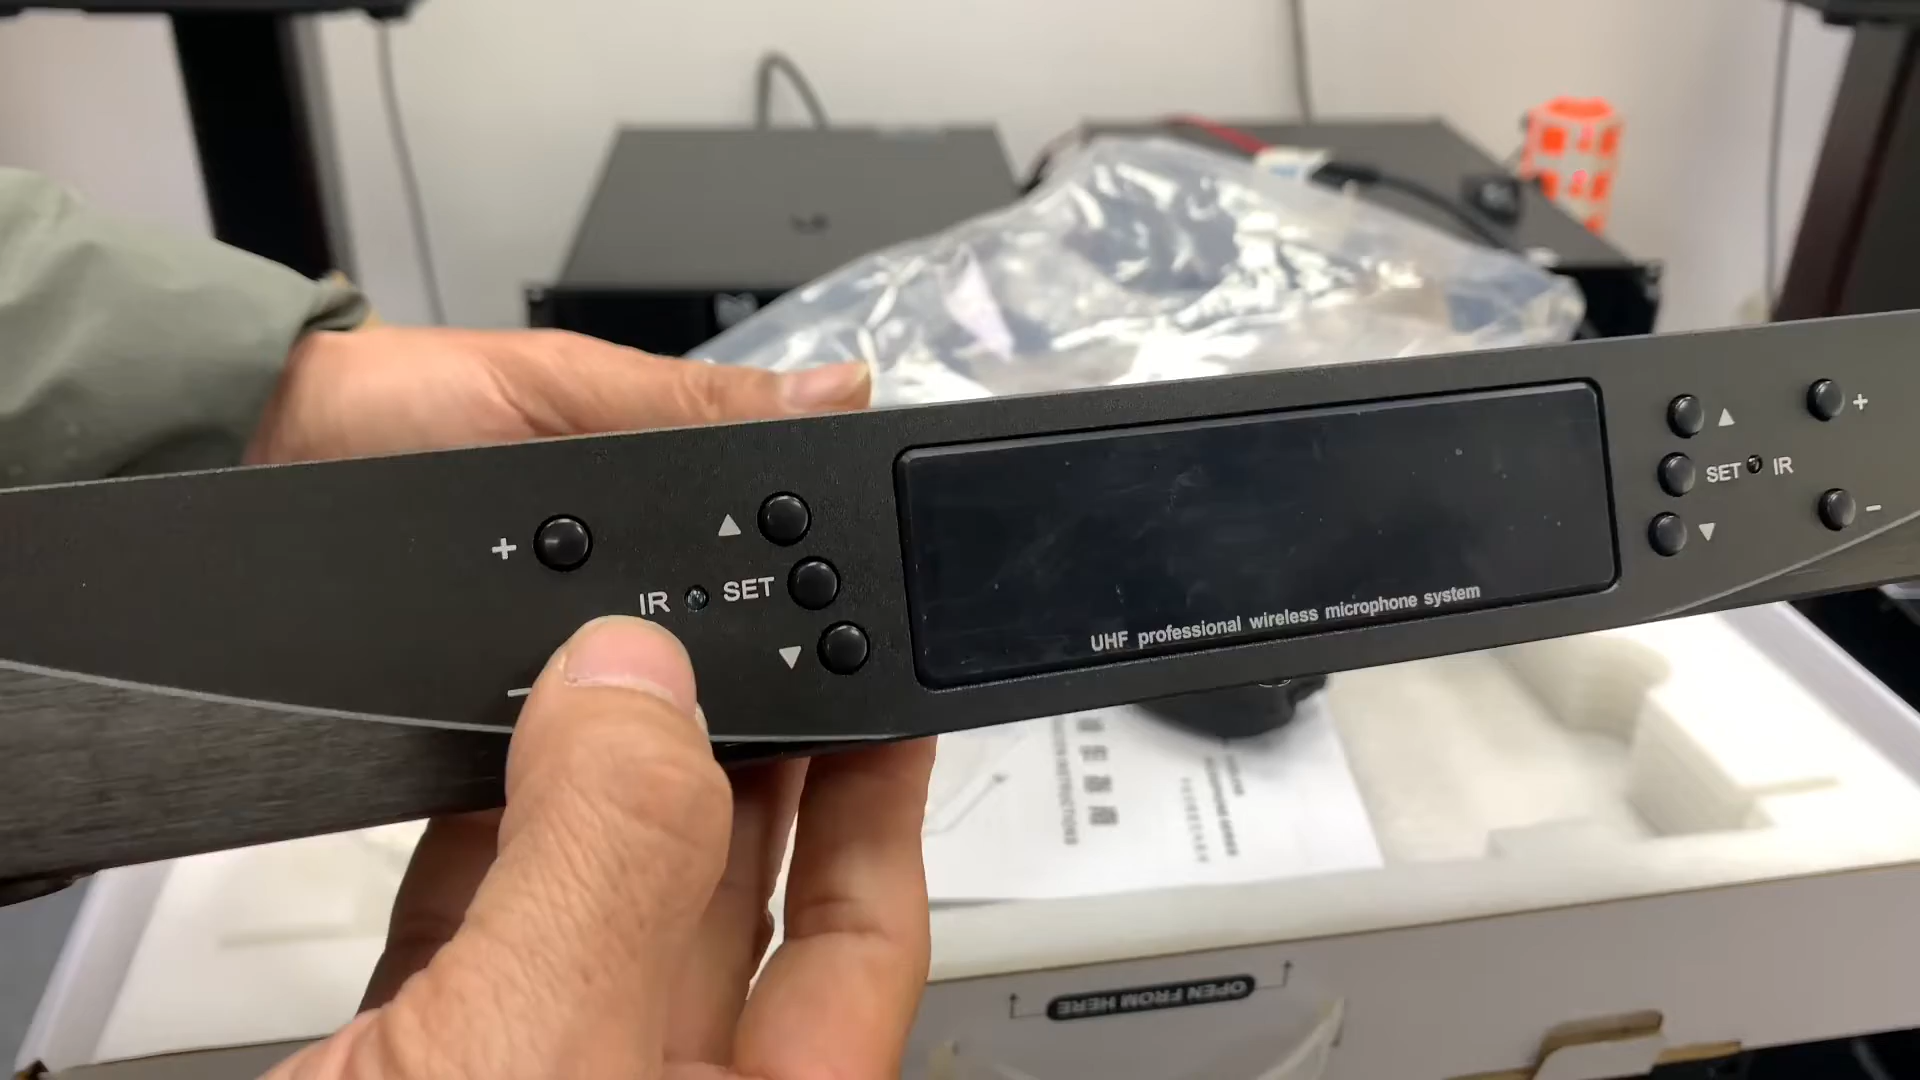 +
▲
IR SET
▼
−
UHF professional wireless microphone system
▲
SET IR
▼
+
−
OPEN FROM HERE